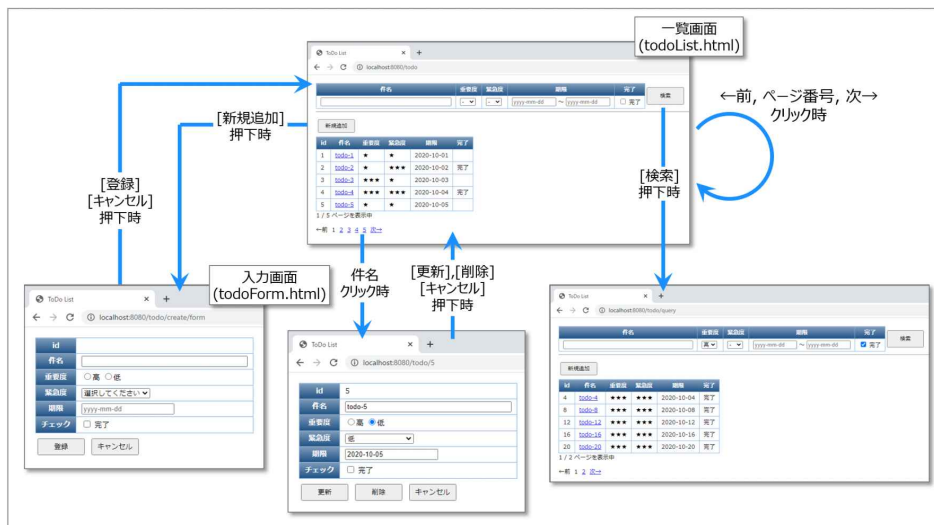 一覧画面
(todoList.html)
ToDo List × +
← → C localhost:8080/todo
件名 重要度 緊急度 期限 完了
- - yyyy-mm-dd ～ yyyy-mm-dd 完了 検索
新規追加
id 件名 重要度 緊急度 期限 完了
1 todo-1 ★ ★ 2020-10-01
2 todo-2 ★ ★★★ 2020-10-02 完了
3 todo-3 ★★★ ★ 2020-10-03
4 todo-4 ★★★ ★★★ 2020-10-04 完了
5 todo-5 ★ ★ 2020-10-05
1 / 5 ページを表示中
←前 1 2 3 4 5 次→
←前, ページ番号, 次→
クリック時
[新規追加]
押下時
[登録]
[キャンセル]
押下時
[検索]
押下時
件名
クリック時
[更新],[削除]
[キャンセル]
押下時
入力画面
(todoForm.html)
ToDo List × +
← → C localhost:8080/todo/create/form
id
件名
重要度 高 低
緊急度 選択してください
期限 yyyy-mm-dd
チェック 完了
登録 キャンセル
ToDo List × +
← → C localhost:8080/todo/5
id 5
件名 todo-5
重要度 高 低
緊急度 低
期限 2020-10-05
チェック 完了
更新 削除 キャンセル
ToDo List × +
← → C localhost:8080/todo/query
件名 重要度 緊急度 期限 完了
高 - yyyy-mm-dd ～ yyyy-mm-dd 完了 検索
新規追加
id 件名 重要度 緊急度 期限 完了
4 todo-4 ★★★ ★★★ 2020-10-04 完了
8 todo-8 ★★★ ★★★ 2020-10-08 完了
12 todo-12 ★★★ ★★★ 2020-10-12 完了
16 todo-16 ★★★ ★★★ 2020-10-16 完了
20 todo-20 ★★★ ★★★ 2020-10-20 完了
1 / 2 ページを表示中
←前 1 2 次→